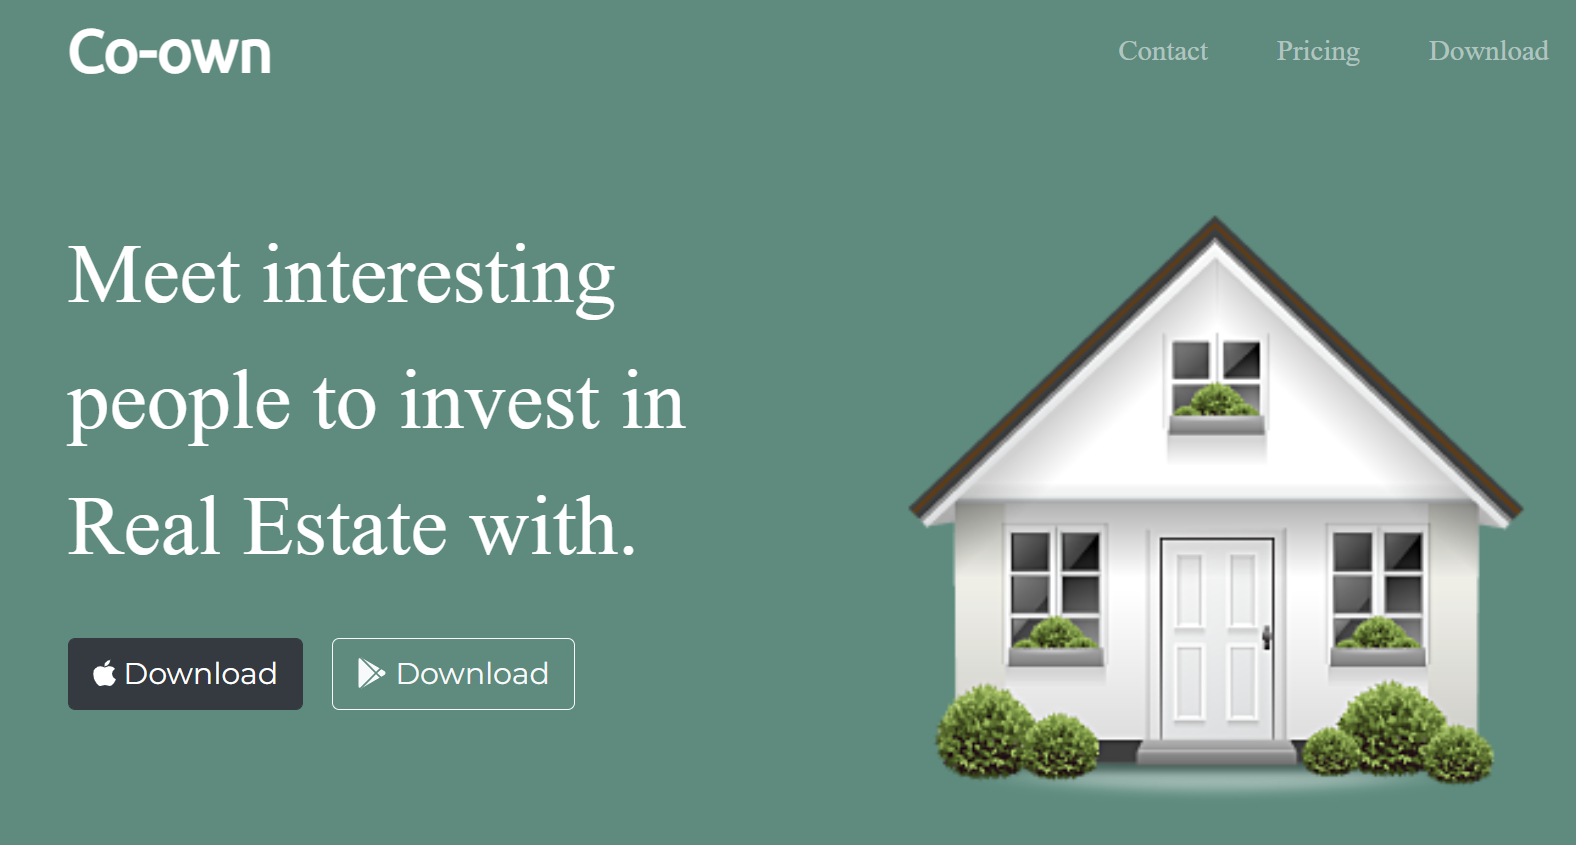 Co-own
Contact Pricing Download
Meet interesting
people to invest in
Real Estate with.
Download Download